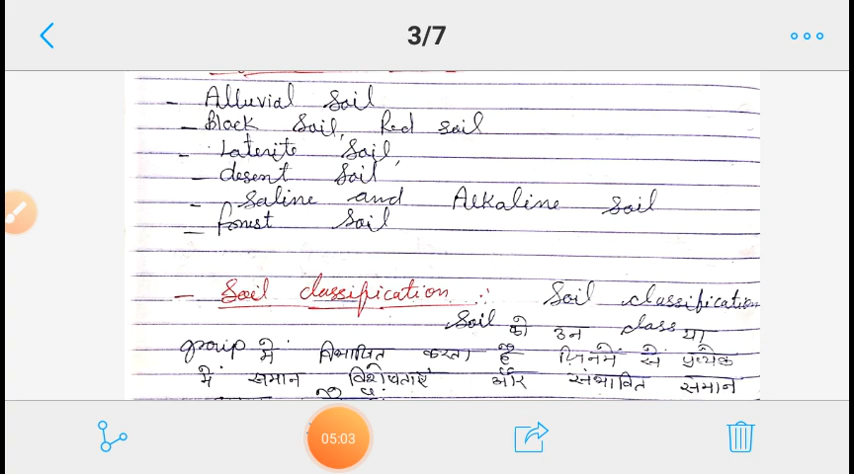 3/7
- Alluvial Soil
- Black Soil, Red soil
- Laterite Soil,
- desert Soil
- Saline and Alkaline soil
- forest Soil
- Soil classification :- Soil classification
Soil को उन class या
group में विभाजित करता है जिनमें से प्रत्येक
में समान विशेषताएं और संभावित समान
05:03